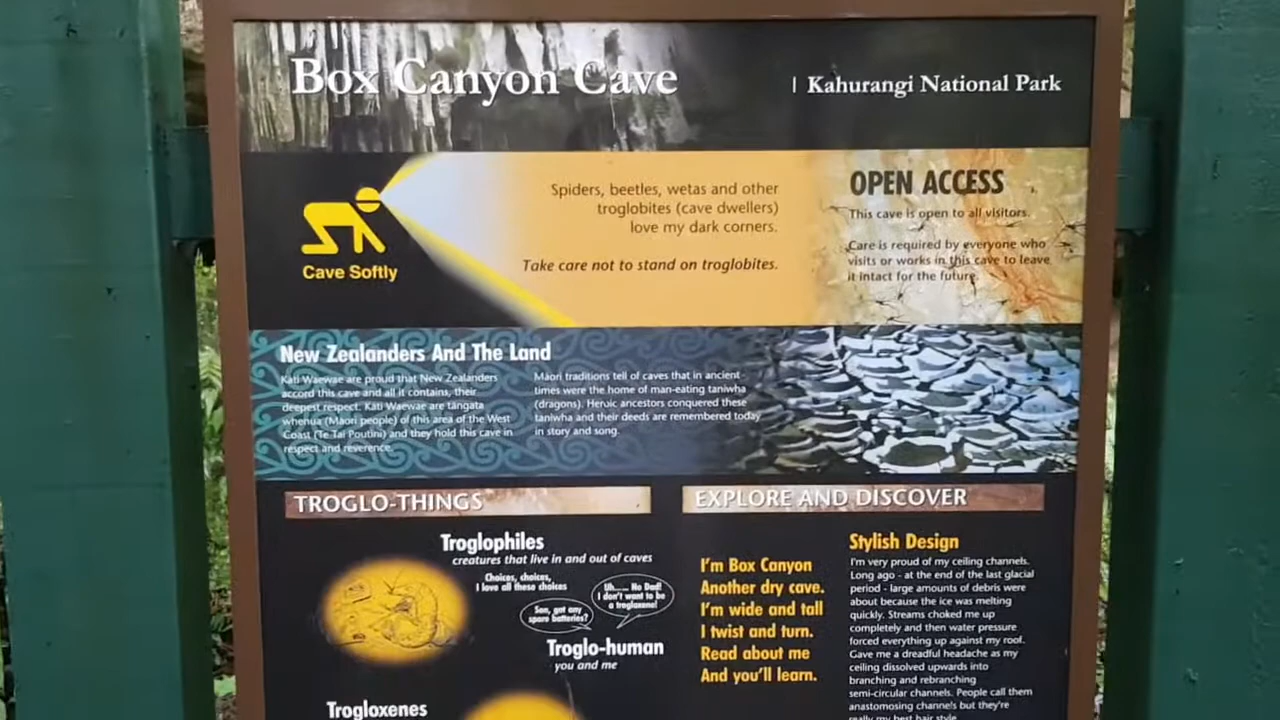 Box Canyon Cave
| Kahurangi National Park
Cave Softly
Spiders, beetles, wetas and other
troglobites (cave dwellers)
love my dark corners.
Take care not to stand on troglobites.
OPEN ACCESS
This cave is open to all visitors.
Care is required by everyone who
visits or works in this cave to leave
it intact for the future.
New Zealanders And The Land
Kati Waewae are proud that New Zealanders
accord this cave and all it contains, their
deepest respect. Kati Waewae are tangata
whenua (Maori people) of this area of the West
Coast (Te Tai Poutini) and they hold this cave in
respect and reverence.
Maori traditions tell of caves that in ancient
times were the home of man-eating taniwha
(dragons). Heroic ancestors conquered these
taniwha and their deeds are remembered today
in story and song.
TROGLO-THINGS
Troglophiles
creatures that live in and out of caves
Choices, choices,
I love all these choices
Son, got any
spare batteries?
Uh..... No Dad!
I don't want to be
a trogloxene!
Troglo-human
you and me
Trogloxenes
EXPLORE AND DISCOVER
I'm Box Canyon
Another dry cave.
I'm wide and tall
I twist and turn.
Read about me
And you'll learn.
Stylish Design
I'm very proud of my ceiling channels.
Long ago - at the end of the last glacial
period - large amounts of debris were
about because the ice was melting
quickly. Streams choked me up
completely and then water pressure
forced everything up against my roof.
Gave me a dreadful headache as my
ceiling dissolved upwards into
branching and rebranching
semi-circular channels. People call them
anastomosing channels but they're
really my best hair style